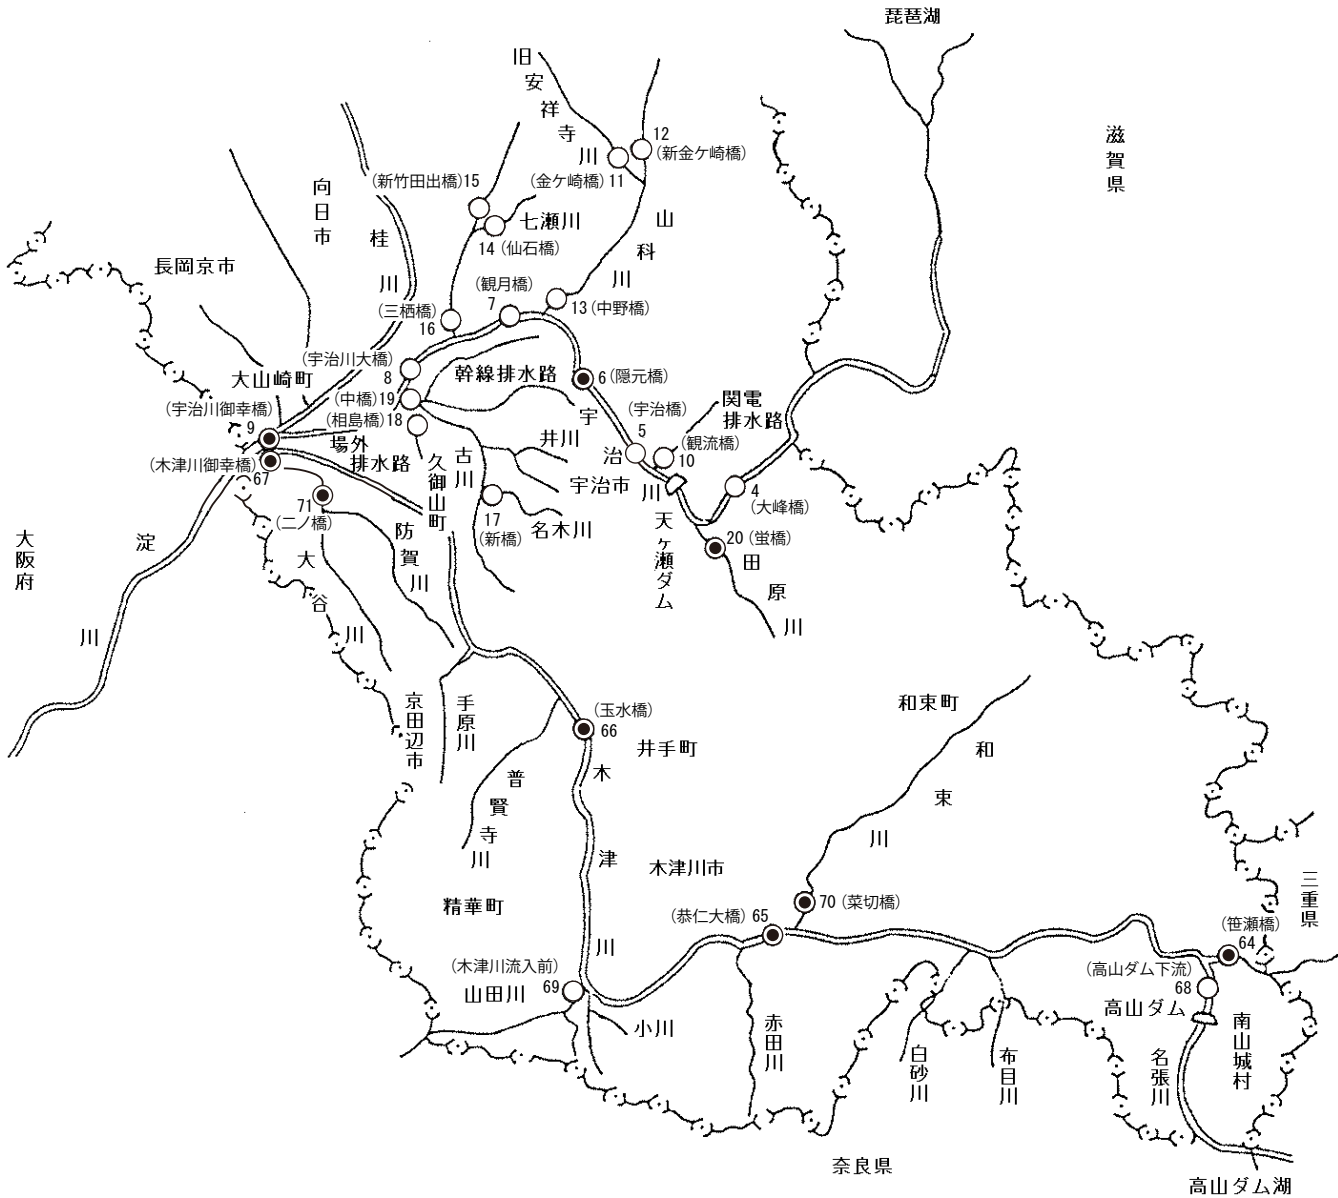 琵琶湖
滋賀県
旧安祥寺川
12
(新金ケ崎橋)
(金ケ崎橋)11
(新竹田出橋)15
七瀬川
14(仙石橋)
山科川
向日市
桂川
長岡京市
(観月橋)
7
13(中野橋)
(三栖橋)
16
(宇治川大橋)
8
大山崎町
幹線排水路
6(隠元橋)
(中橋)19
(相島橋)18
(宇治川御幸橋)
9
場外
排水路
(木津川御幸橋)
67
関電
排水路
(宇治橋)
5
(観流橋)
10
宇治川
井川
宇治市
古川
久御山町
4
(大峰橋)
天ヶ瀬ダム
20(蛍橋)
田原川
17
(新橋)
名木川
71
(二ノ橋)
防賀川
大谷川
大阪府
淀川
京田辺市
手原川
(玉水橋)
66
井手町
和束町
和束川
普賢寺川
木津川
木津川市
精華町
三重県
70(菜切橋)
(恭仁大橋)65
(笹瀬橋)
64
(木津川流入前)
69
山田川
小川
(高山ダム下流)
68
高山ダム
赤田川
白砂川
布目川
名張川
南山城村
奈良県
高山ダム湖